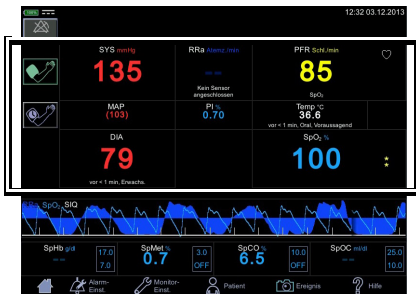 100% 12:32 03.12.2013
SYS mmHg RRa Atemz./min PFR Schl./min
135 -- -- 85
Kein Sensor
angeschlossen SpO₂
MAP PI % Temp °C
(103) 0.70 36.6
vor < 1 min, Oral, Voraussagend
DIA SpO₂ %
79 100
vor < 1 min, Erwachs.
RRa SpO₂ SIQ
SpHb g/dl 17.0 SpMet % 3.0 SpCO % 10.0 SpOC ml/dl 25.0
-- -- 7.0 0.7 OFF 6.5 OFF -- -- 10.0
Alarm-
Einst.
Monitor-
Einst.
Patient
Ereignis
Hilfe